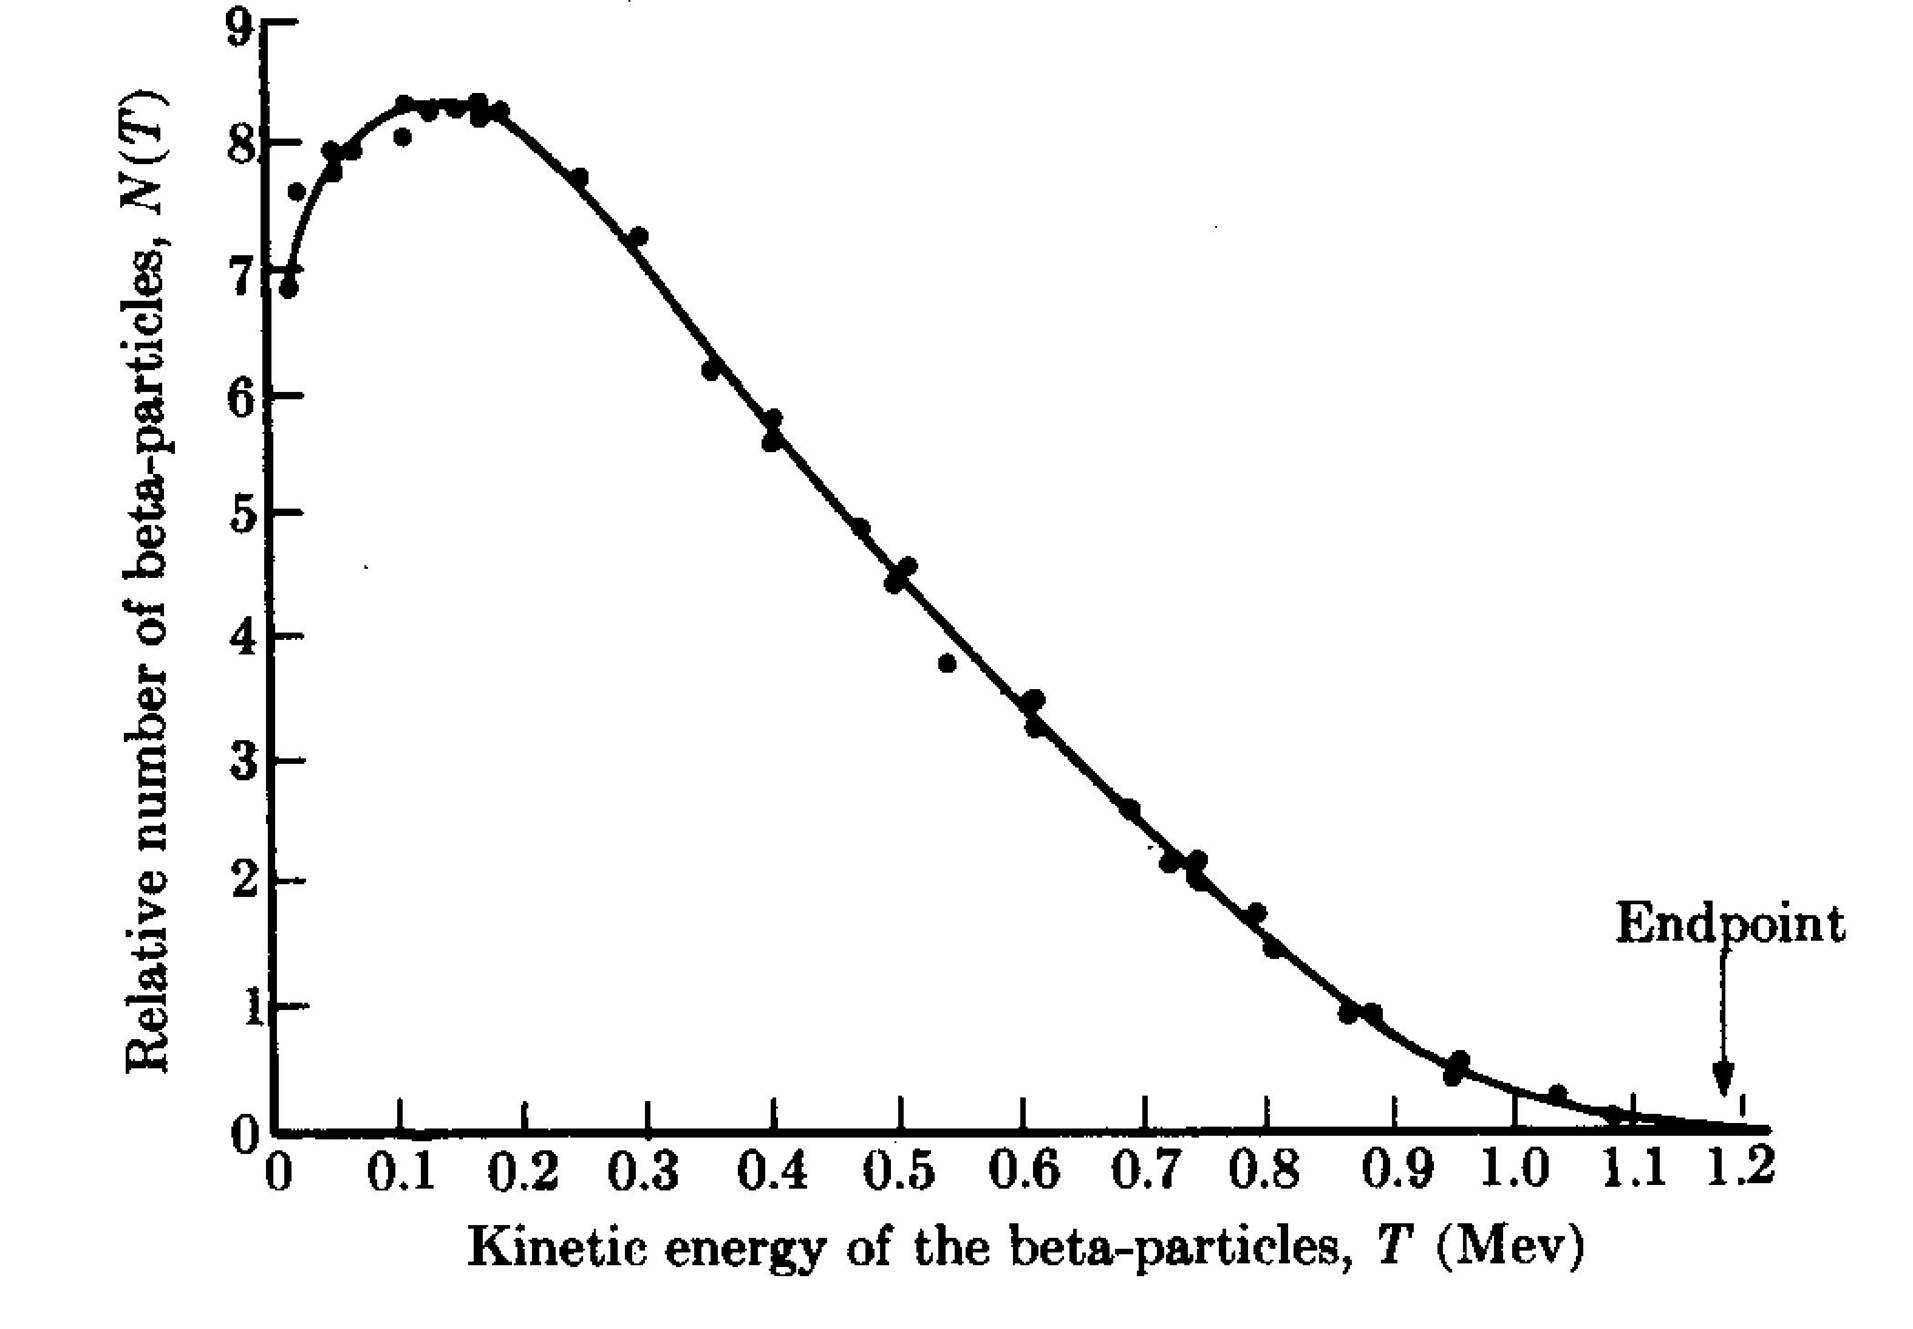 Relative number of beta-particles, N(T)
9
8
7
6
5
4
3
2
1
0
Endpoint
0 0.1 0.2 0.3 0.4 0.5 0.6 0.7 0.8 0.9 1.0 1.1 1.2
Kinetic energy of the beta-particles, T (Mev)